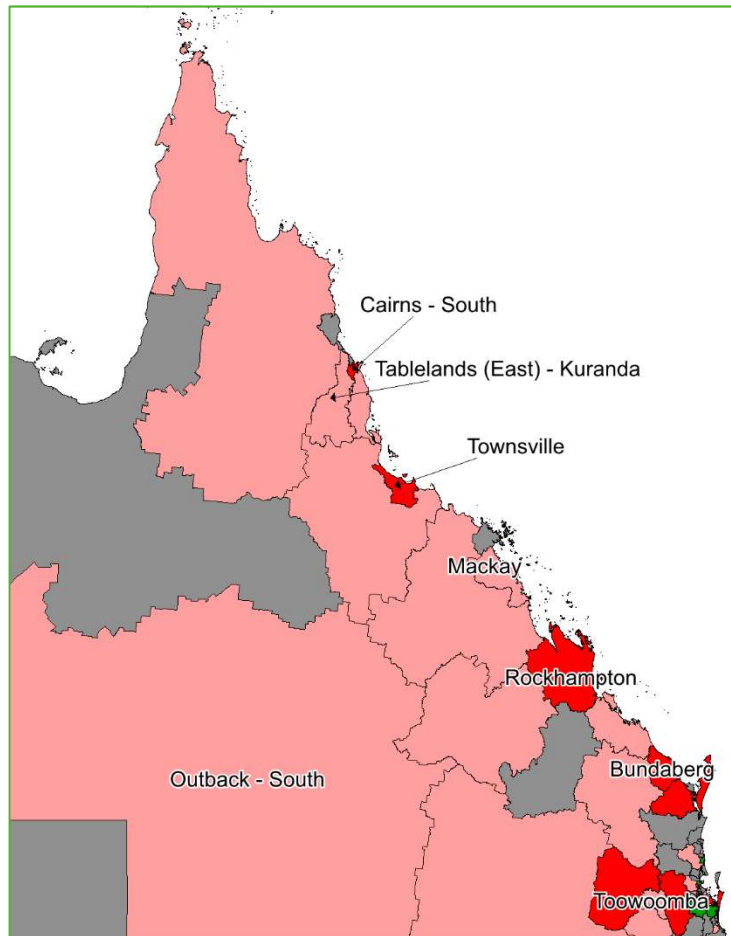 Cairns - South
Tablelands (East) - Kuranda
Townsville
Mackay
Rockhampton
Bundaberg
Outback - South
Toowoomba